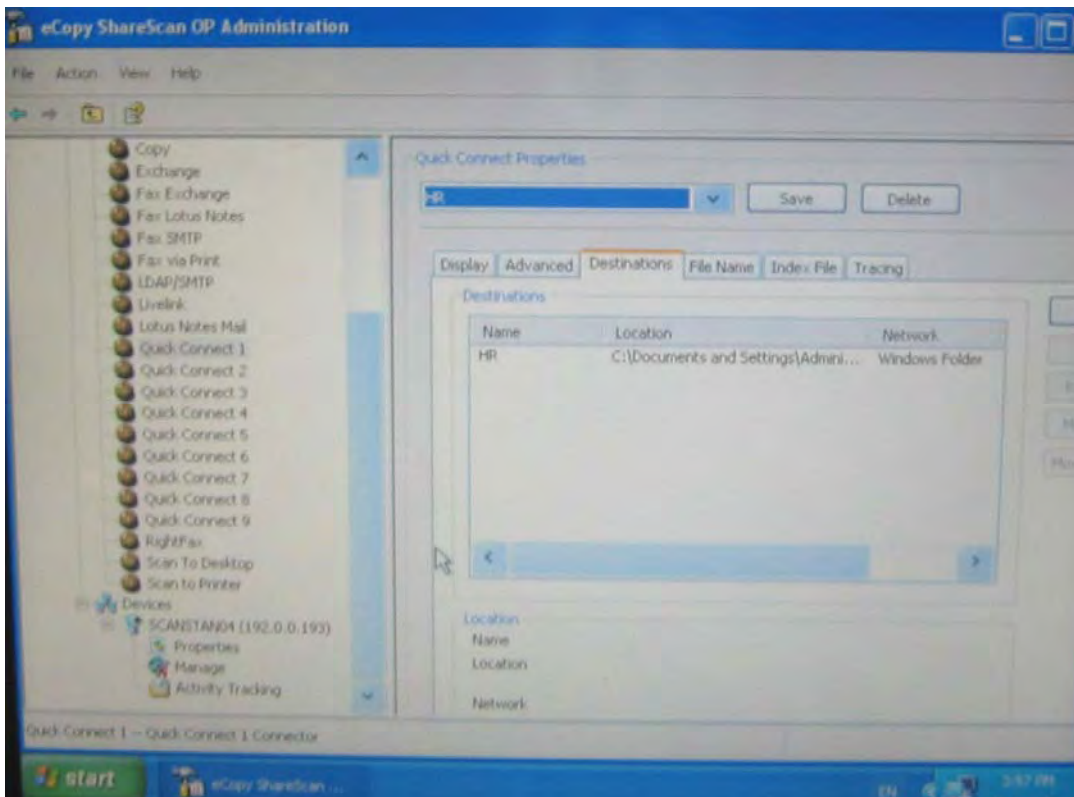 eCopy ShareScan OP Administration
File Action View Help
Copy
Exchange
Fax Exchange
Fax Lotus Notes
Fax SMTP
Fax via Print
LDAP/SMTP
Livelink
Lotus Notes Mail
Quick Connect 1
Quick Connect 2
Quick Connect 3
Quick Connect 4
Quick Connect 5
Quick Connect 6
Quick Connect 7
Quick Connect 8
Quick Connect 9
RightFax
Scan To Desktop
Scan to Printer
Devices
SCANSTAN04 (192.0.0.193)
Properties
Manage
Activity Tracking
Quick Connect Properties
HR Save Delete
Display Advanced Destinations File Name Index File Tracing
Destinations
Name Location Network
HR C:\Documents and Settings\Admini... Windows Folder
Location
Name
Location
Network
Quick Connect 1 -- Quick Connect 1 Connector
start eCopy ShareScan ... EN 3:57 PM